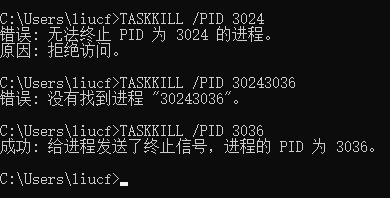 C:\Users\liucf>TASKKILL /PID 3024
错误: 无法终止 PID 为 3024 的进程。
原因: 拒绝访问。
C:\Users\liucf>TASKKILL /PID 30243036
错误: 没有找到进程 "30243036"。
C:\Users\liucf>TASKKILL /PID 3036
成功: 给进程发送了终止信号，进程的 PID 为 3036。
C:\Users\liucf>